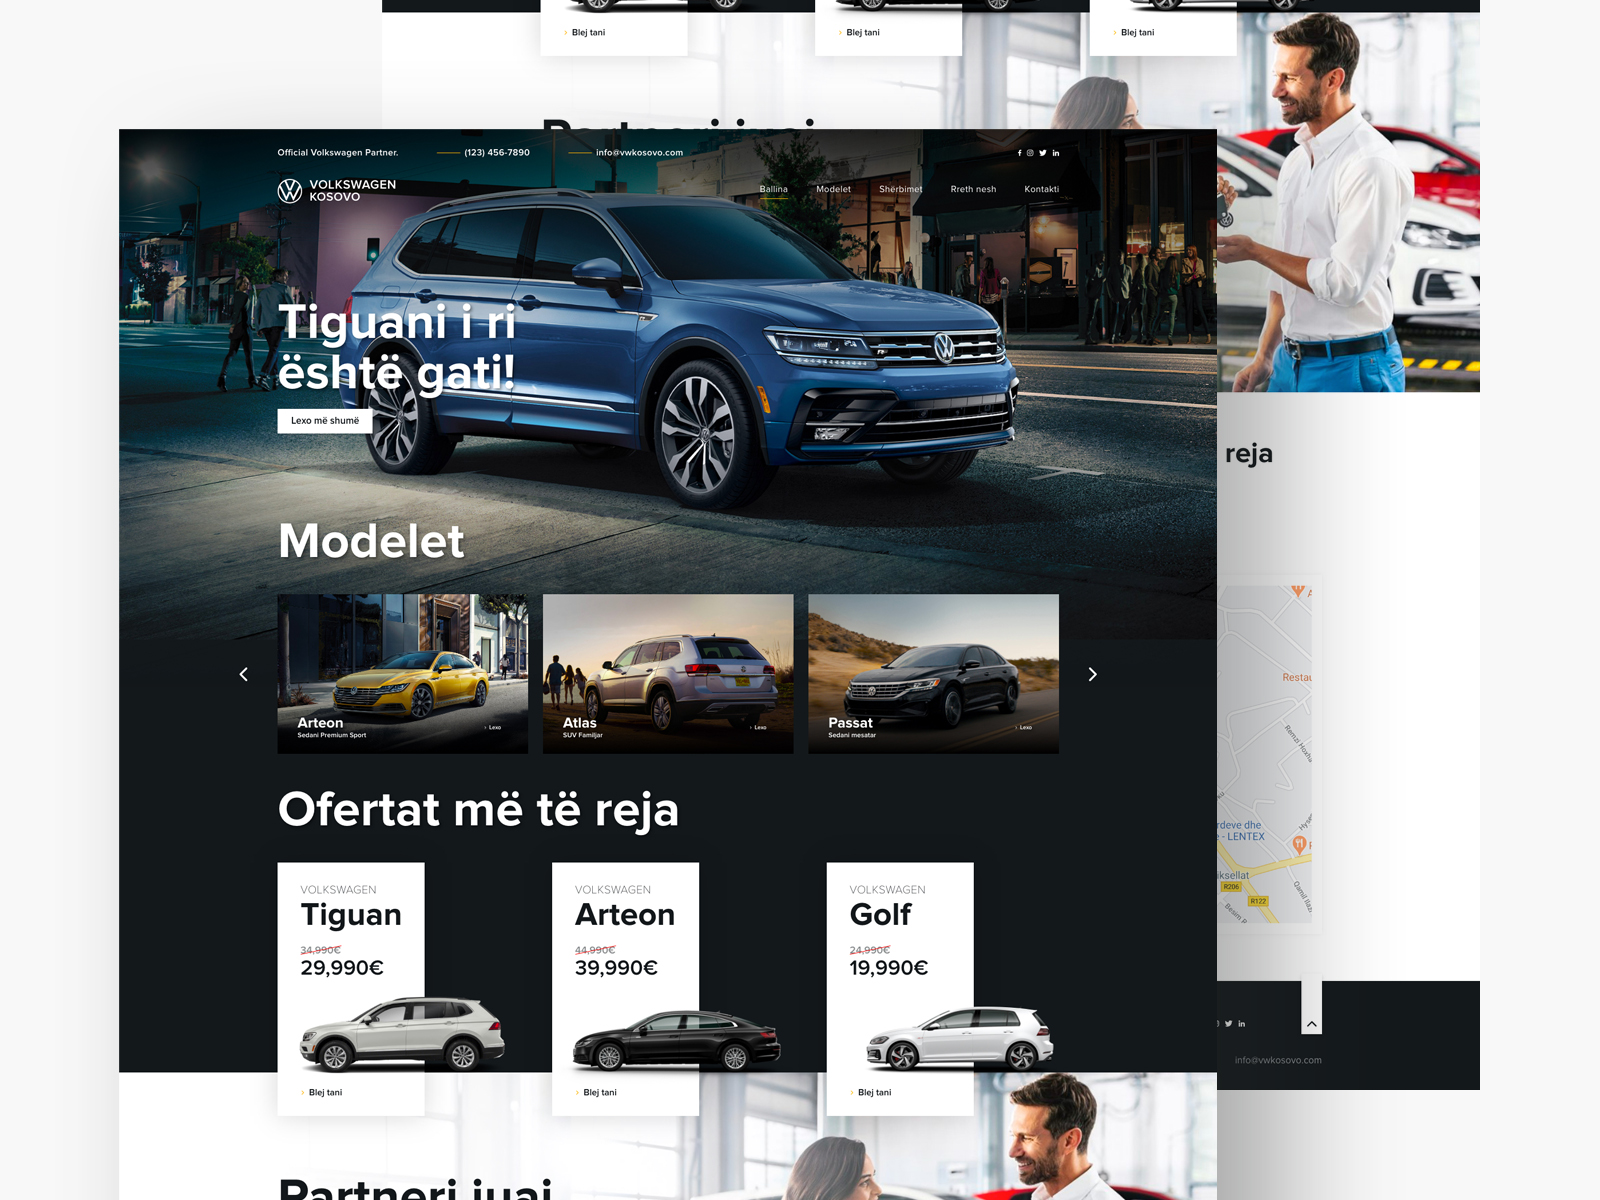 Blej tani
Blej tani
Blej tani
Official Volkswagen Partner.
(123) 456-7890
info@vwkosovo.com
VOLKSWAGEN
KOSOVO
Ballina
Modelet
Shërbimet
Rreth nesh
Kontakti
Tiguani i ri
është gati!
Lexo më shumë
Modelet
Arteon
Sedani Premium Sport
› Lexo
Atlas
SUV Familjar
› Lexo
Passat
Sedani mesatar
› Lexo
Ofertat më të reja
VOLKSWAGEN
Tiguan
34,990€
29,990€
Blej tani
VOLKSWAGEN
Arteon
44,990€
39,990€
Blej tani
VOLKSWAGEN
Golf
24,990€
19,990€
Blej tani
Partneri juaj
reja
Remzi Hoxha
- LENTEX
R206
R122
info@vwkosovo.com